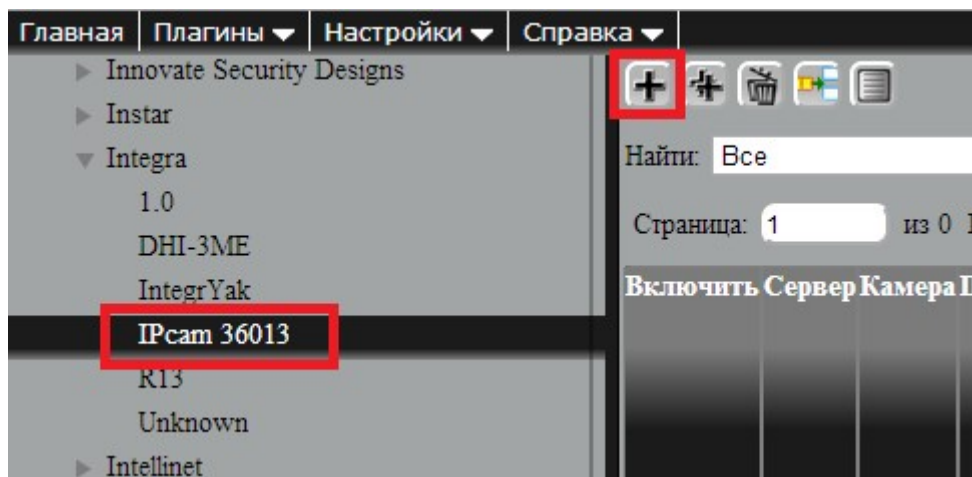 Главная Плагины Настройки Справка
Innovate Security Designs
Instar
Integra
1.0
DHI-3ME
IntegrYak
IPcam 36013
R13
Unknown
Intellinet
Найти: Все
Страница: 1 из 0
Включить Сервер Камера